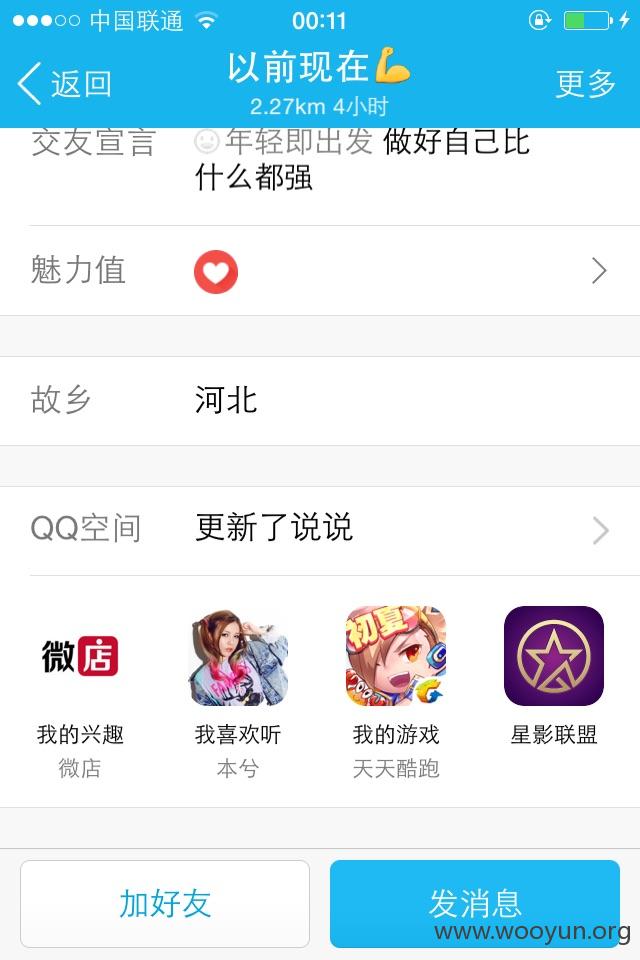 中国联通 00:11
返回 以前现在💪 更多
2.27km 4小时
交友宣言 年轻即出发 做好自己比
什么都强
魅力值
故乡 河北
QQ空间 更新了说说
微店
初夏
我的兴趣 我喜欢听 我的游戏 星影联盟
微店 本兮 天天酷跑
加好友 发消息
www.wooyun.org